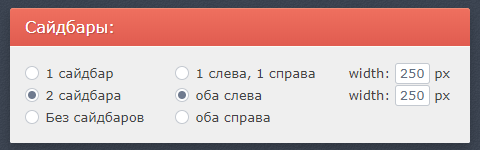 Сайдбары:
1 сайдбар 1 слева, 1 справа width: 250 px
2 сайдбара оба слева width: 250 px
Без сайдбаров оба справа